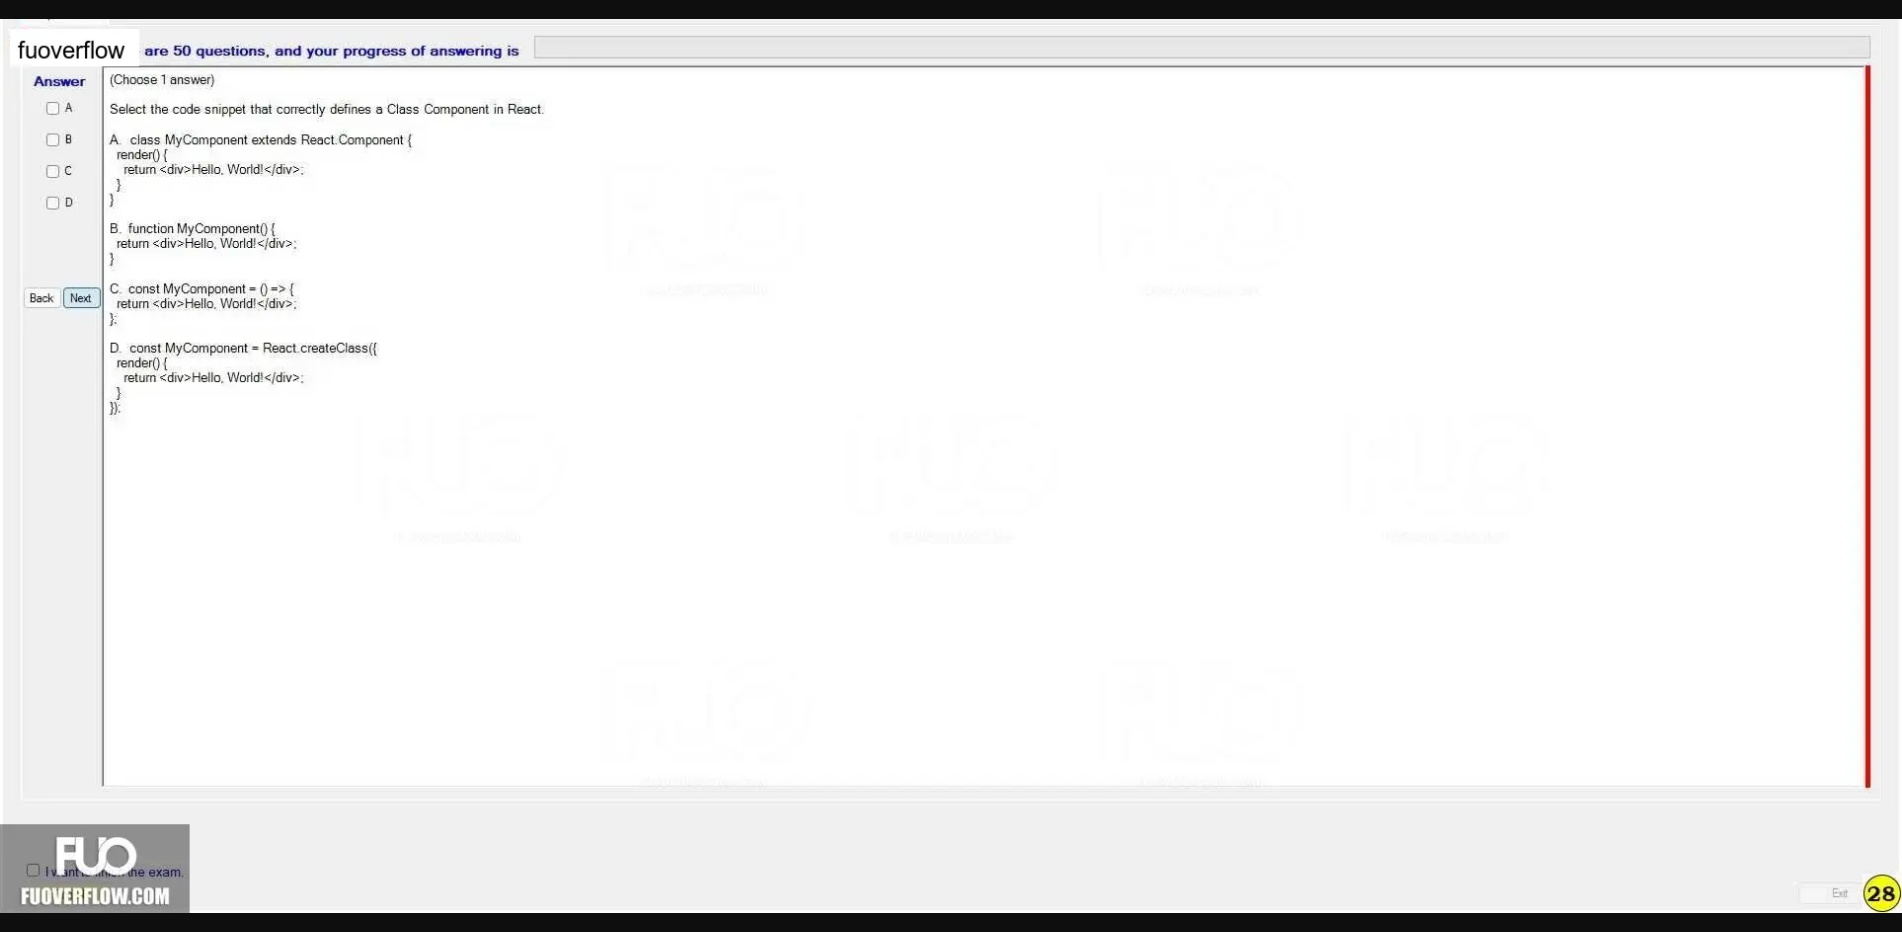 fuoverflow are 50 questions, and your progress of answering is
Answer
(Choose 1 answer)
A
Select the code snippet that correctly defines a Class Component in React.
B
A. class MyComponent extends React.Component {
render() {
C
return <div>Hello, World!</div>;
}
D
}
B. function MyComponent() {
return <div>Hello, World!</div>;
}
Back Next
C. const MyComponent = () => {
return <div>Hello, World!</div>;
};
D. const MyComponent = React.createClass({
render() {
return <div>Hello, World!</div>;
}
});
FUO
I want to finish the exam.
FUOVERFLOW.COM
Exit
28